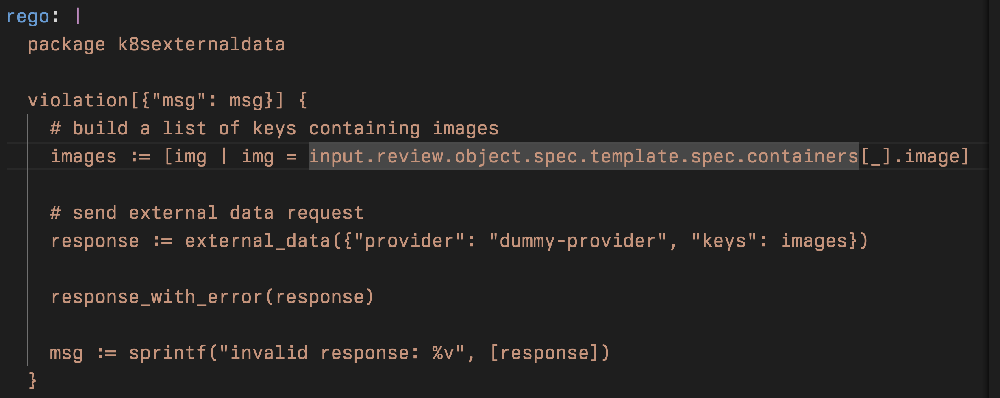 rego: |
package k8sexternaldata
violation[{"msg": msg}] {
# build a list of keys containing images
images := [img | img = input.review.object.spec.template.spec.containers[_].image]
# send external data request
response := external_data({"provider": "dummy-provider", "keys": images})
response_with_error(response)
msg := sprintf("invalid response: %v", [response])
}